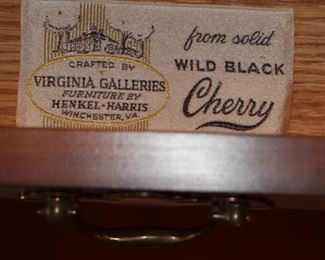 CRAFTED BY
VIRGINIA GALLERIES
FURNITURE BY
HENKEL-HARRIS
WINCHESTER, VA.
from solid
WILD BLACK
Cherry